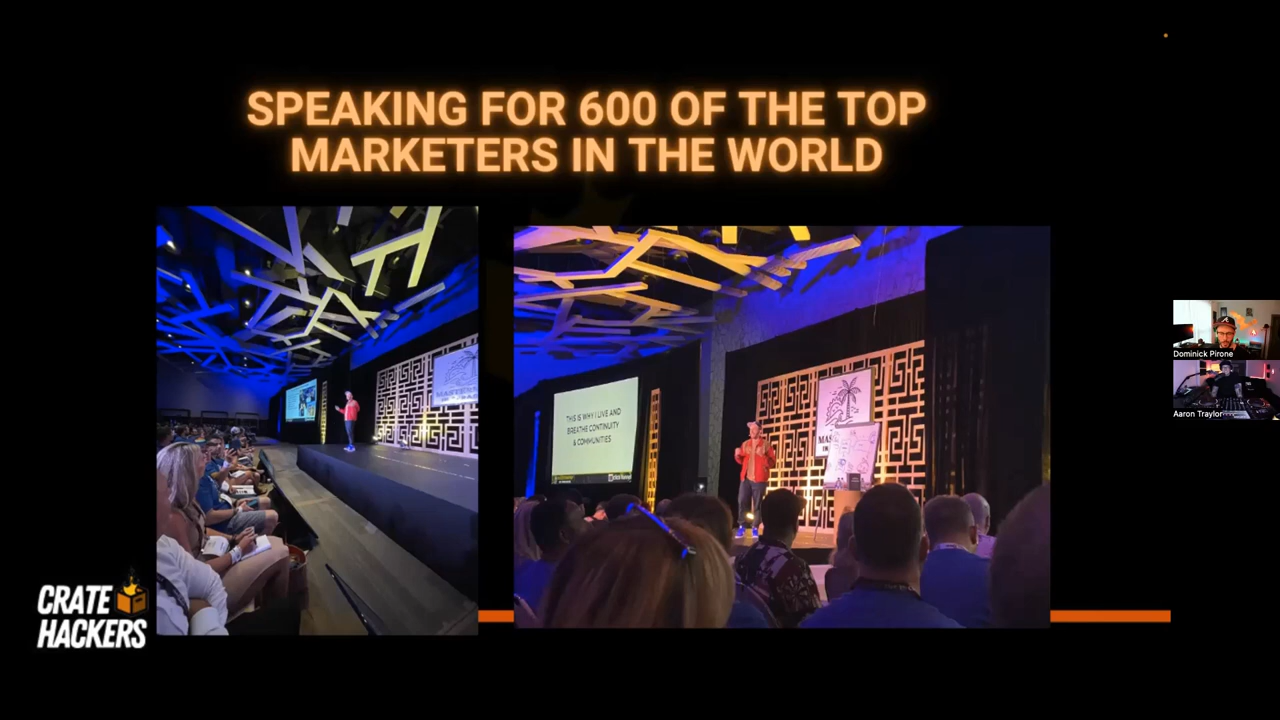 SPEAKING FOR 600 OF THE TOP
MARKETERS IN THE WORLD
THIS IS WHY I LIVE AND
BREATHE CONTINUITY
& COMMUNITIES
CRATE
HACKERS
Dominick Pirone
Aaron Traylor